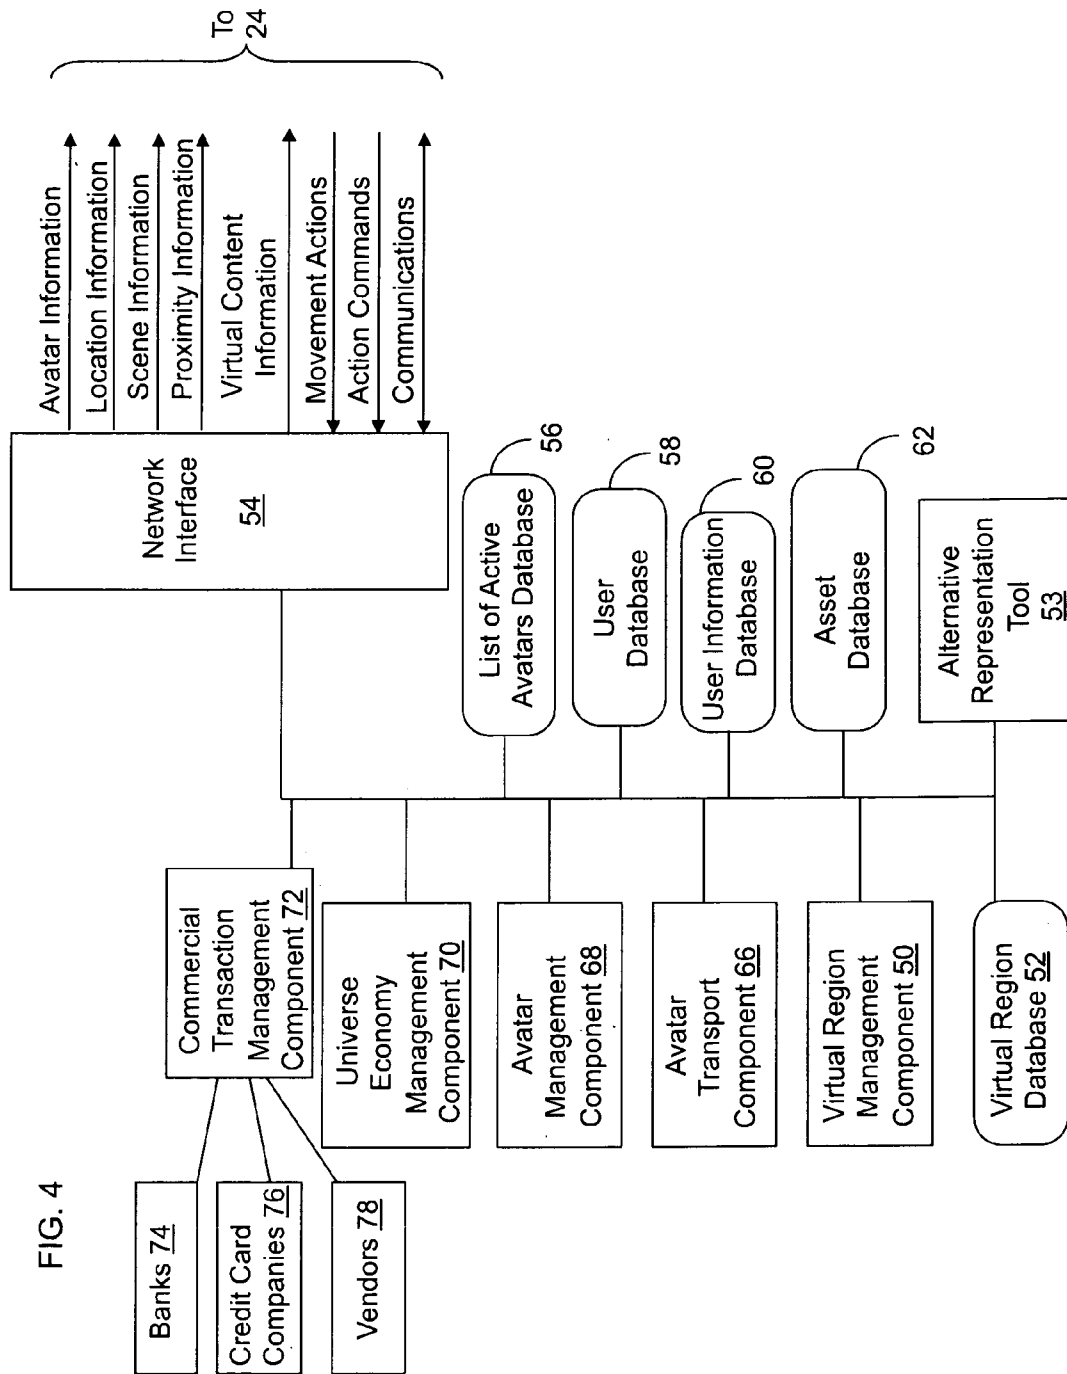 FIG. 4
Banks 74
Credit Card
Companies 76
Vendors 78
Commercial
Transaction
Management
Component 72
Universe
Economy
Management
Component 70
Avatar
Management
Component 68
Avatar
Transport
Component 66
Virtual Region
Management
Component 50
Virtual Region
Database 52
Network
Interface
54
List of Active
Avatars Database
56
User
Database
58
User Information
Database
60
Asset
Database
62
Alternative
Representation
Tool
53
Avatar Information
Location Information
Scene Information
Proximity Information
Virtual Content
Information
Movement Actions
Action Commands
Communications
To
24